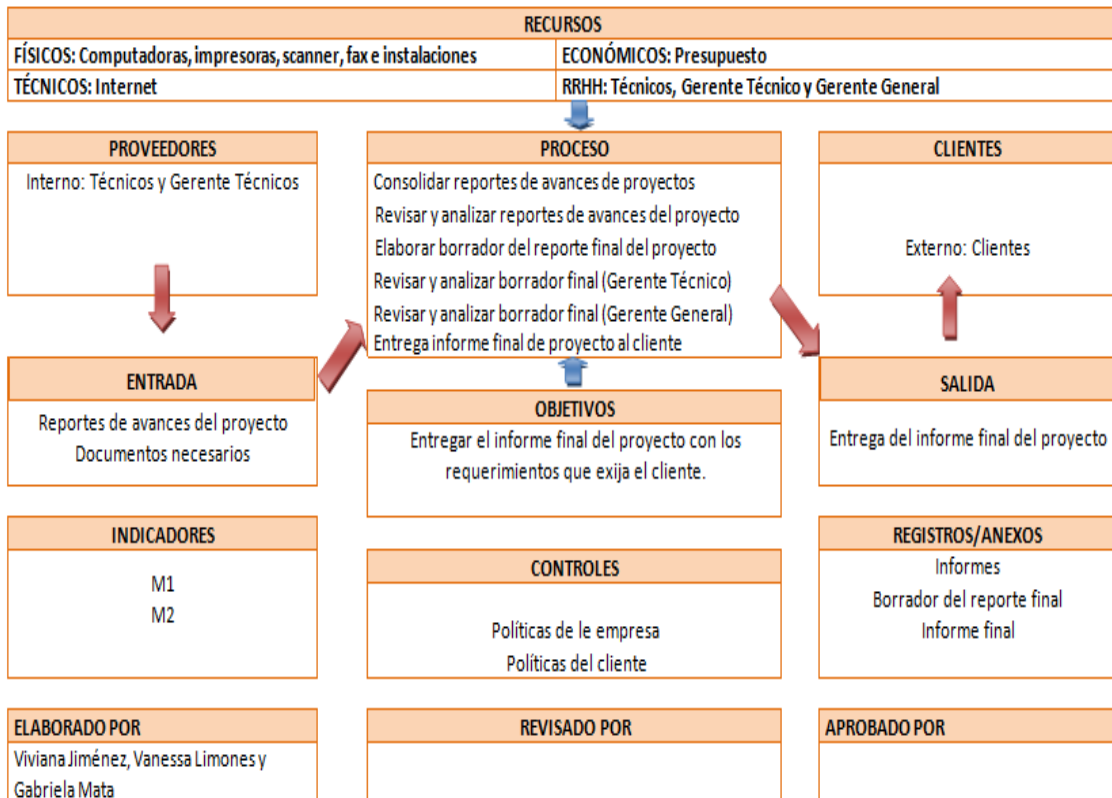 RECURSOS
FÍSICOS: Computadoras, impresoras, scanner, fax e instalaciones
ECONÓMICOS: Presupuesto
TÉCNICOS: Internet
RRHH: Técnicos, Gerente Técnico y Gerente General
PROVEEDORES
Interno: Técnicos y Gerente Técnicos
PROCESO
Consolidar reportes de avances de proyectos
Revisar y analizar reportes de avances del proyecto
Elaborar borrador del reporte final del proyecto
Revisar y analizar borrador final (Gerente Técnico)
Revisar y analizar borrador final (Gerente General)
Entrega informe final de proyecto al cliente
CLIENTES
Externo: Clientes
ENTRADA
Reportes de avances del proyecto
Documentos necesarios
OBJETIVOS
Entregar el informe final del proyecto con los
requerimientos que exija el cliente.
SALIDA
Entrega del informe final del proyecto
INDICADORES
M1
M2
CONTROLES
Políticas de le empresa
Políticas del cliente
REGISTROS/ANEXOS
Informes
Borrador del reporte final
Informe final
ELABORADO POR
Viviana Jiménez, Vanessa Limones y
Gabriela Mata
REVISADO POR
APROBADO POR